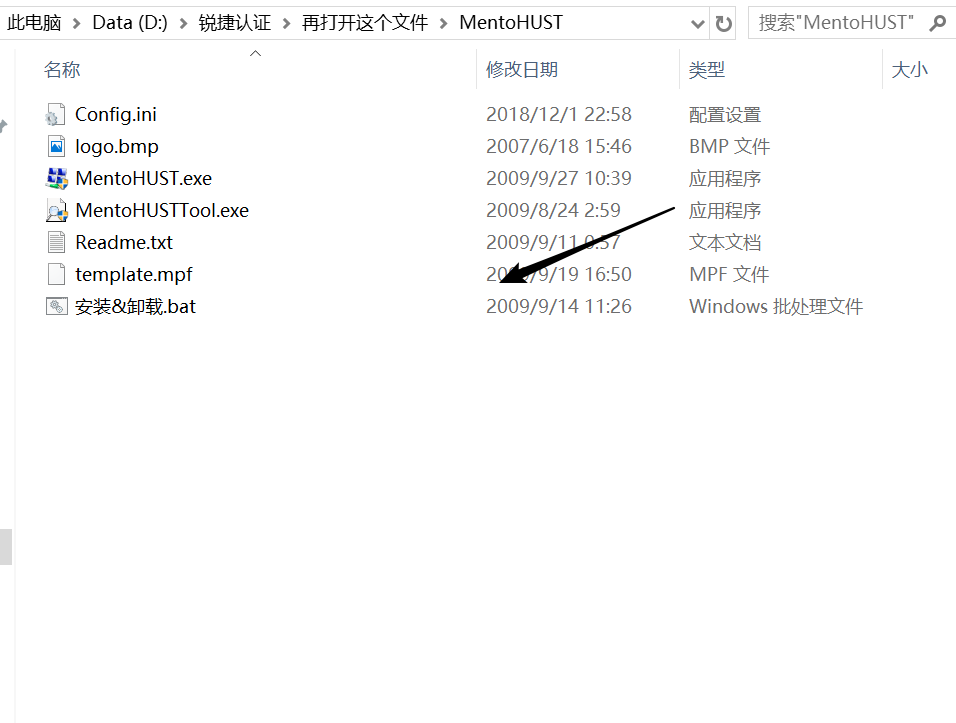 此电脑 > Data (D:) > 锐捷认证 > 再打开这个文件 > MentoHUST 搜索"MentoHUST"
名称 修改日期 类型 大小
Config.ini 2018/12/1 22:58 配置设置
logo.bmp 2007/6/18 15:46 BMP 文件
MentoHUST.exe 2009/9/27 10:39 应用程序
MentoHUSTTool.exe 2009/8/24 2:59 应用程序
Readme.txt 2009/9/11 0:57 文本文档
template.mpf 2009/9/19 16:50 MPF 文件
安装&卸载.bat 2009/9/14 11:26 Windows 批处理文件